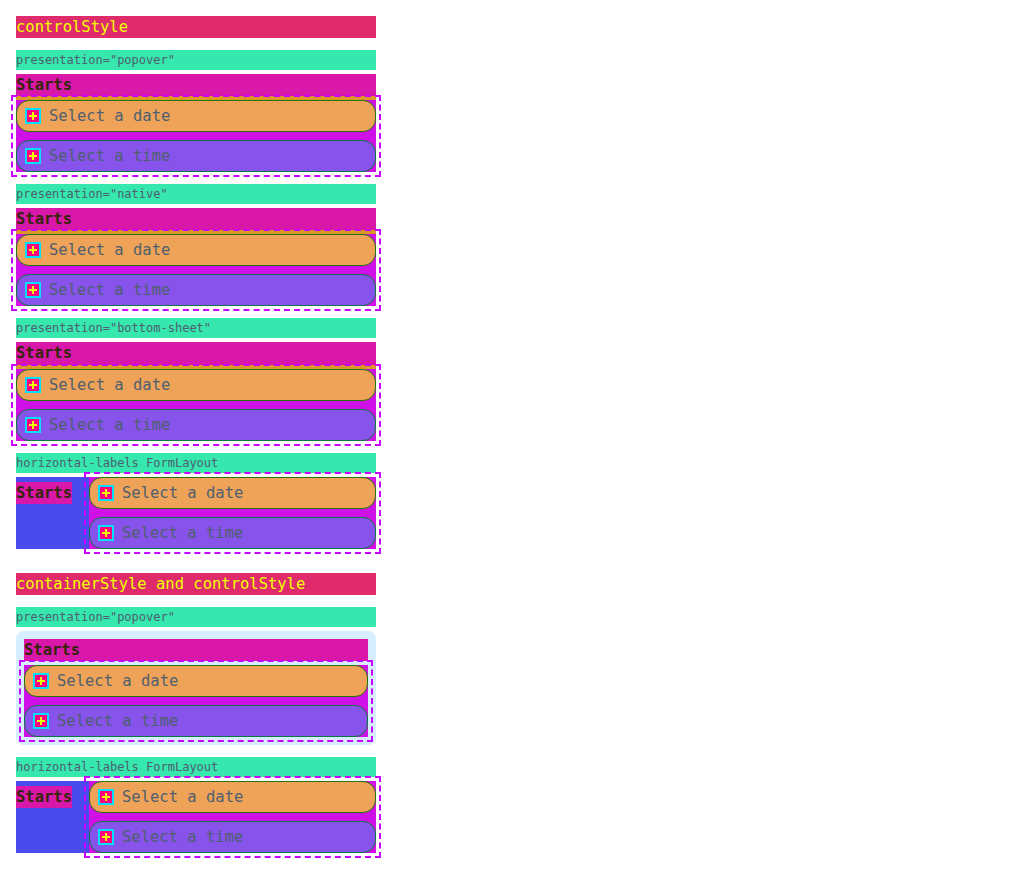 controlStyle
presentation="popover"
Starts
Select a date
Select a time
presentation="native"
Starts
Select a date
Select a time
presentation="bottom-sheet"
Starts
Select a date
Select a time
horizontal-labels FormLayout
Starts
Select a date
Select a time
containerStyle and controlStyle
presentation="popover"
Starts
Select a date
Select a time
horizontal-labels FormLayout
Starts
Select a date
Select a time